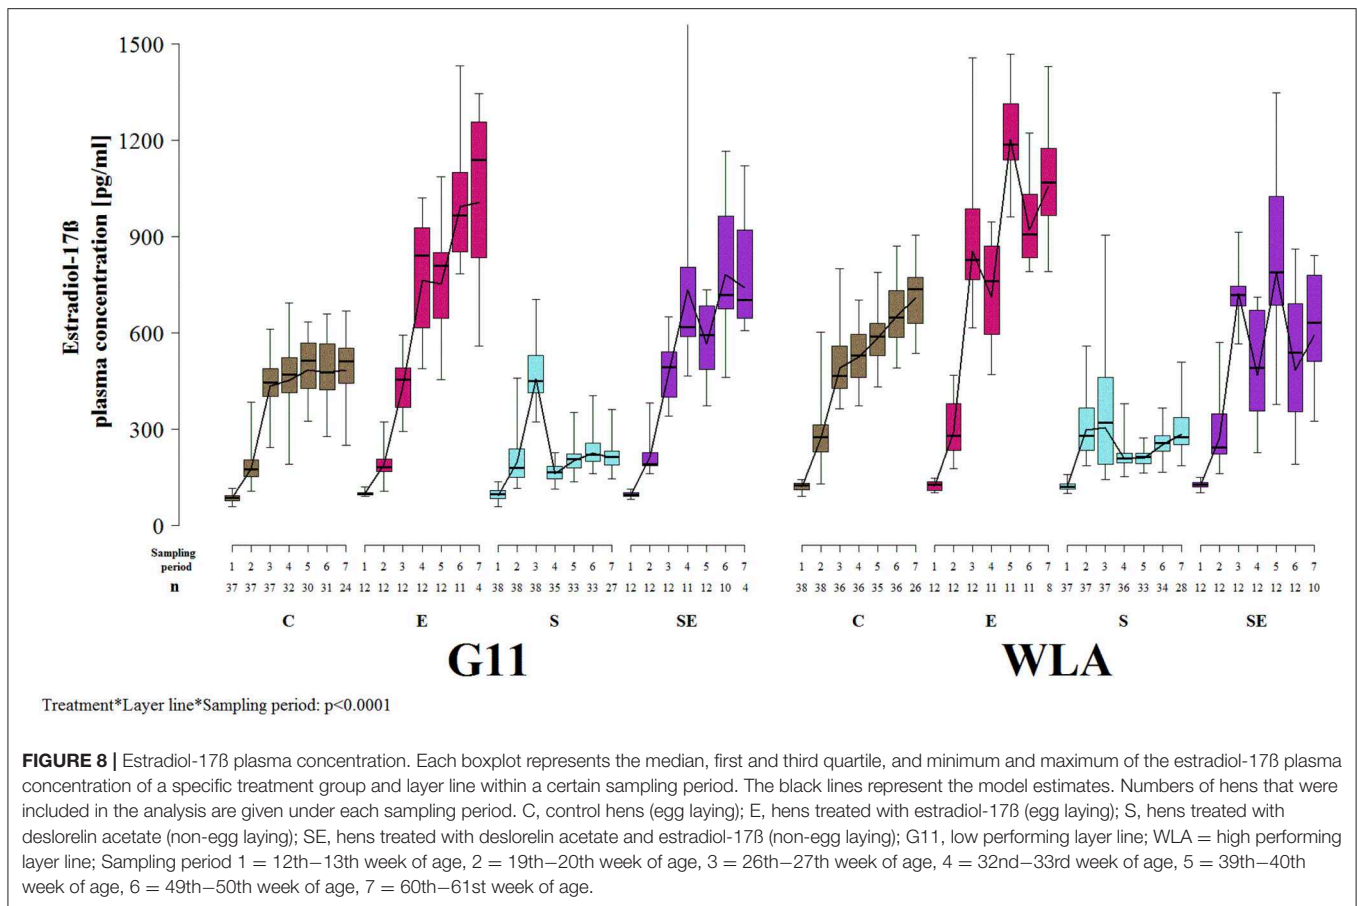 1500
1200
900
600
300
0
Estradiol-17ß
plasma concentration [pg/ml]
Sampling period
1 2 3 4 5 6 7 1 2 3 4 5 6 7 1 2 3 4 5 6 7 1 2 3 4 5 6 7 1 2 3 4 5 6 7 1 2 3 4 5 6 7 1 2 3 4 5 6 7 1 2 3 4 5 6 7
n 37 37 37 32 30 31 24 12 12 12 12 12 11 4 38 38 38 35 33 33 27 12 12 12 11 12 10 4 38 38 36 36 35 36 26 12 12 12 11 11 11 8 37 37 37 36 33 34 28 12 12 12 12 12 12 10
C E S SE C E S SE
G11 WLA
Treatment*Layer line*Sampling period: p<0.0001
FIGURE 8 | Estradiol-17ß plasma concentration. Each boxplot represents the median, first and third quartile, and minimum and maximum of the estradiol-17ß plasma
concentration of a specific treatment group and layer line within a certain sampling period. The black lines represent the model estimates. Numbers of hens that were
included in the analysis are given under each sampling period. C, control hens (egg laying); E, hens treated with estradiol-17ß (egg laying); S, hens treated with
deslorelin acetate (non-egg laying); SE, hens treated with deslorelin acetate and estradiol-17ß (non-egg laying); G11, low performing layer line; WLA = high performing
layer line; Sampling period 1 = 12th–13th week of age, 2 = 19th–20th week of age, 3 = 26th–27th week of age, 4 = 32nd–33rd week of age, 5 = 39th–40th
week of age, 6 = 49th–50th week of age, 7 = 60th–61st week of age.